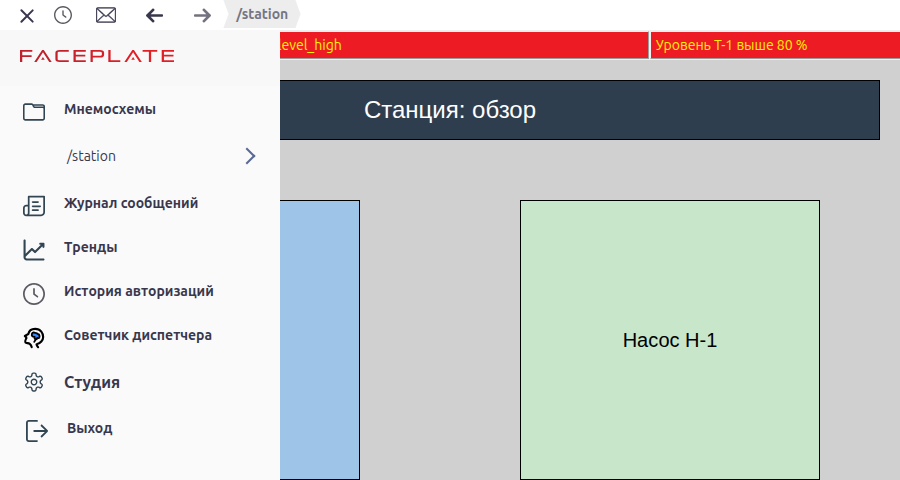 /station
Level_high
Уровень Т-1 выше 80 %
FACEPLATE
Станция: обзор
Мнемосхемы
/station
Журнал сообщений
Тренды
История авторизаций
Советчик диспетчера
Студия
Выход
Насос Н-1